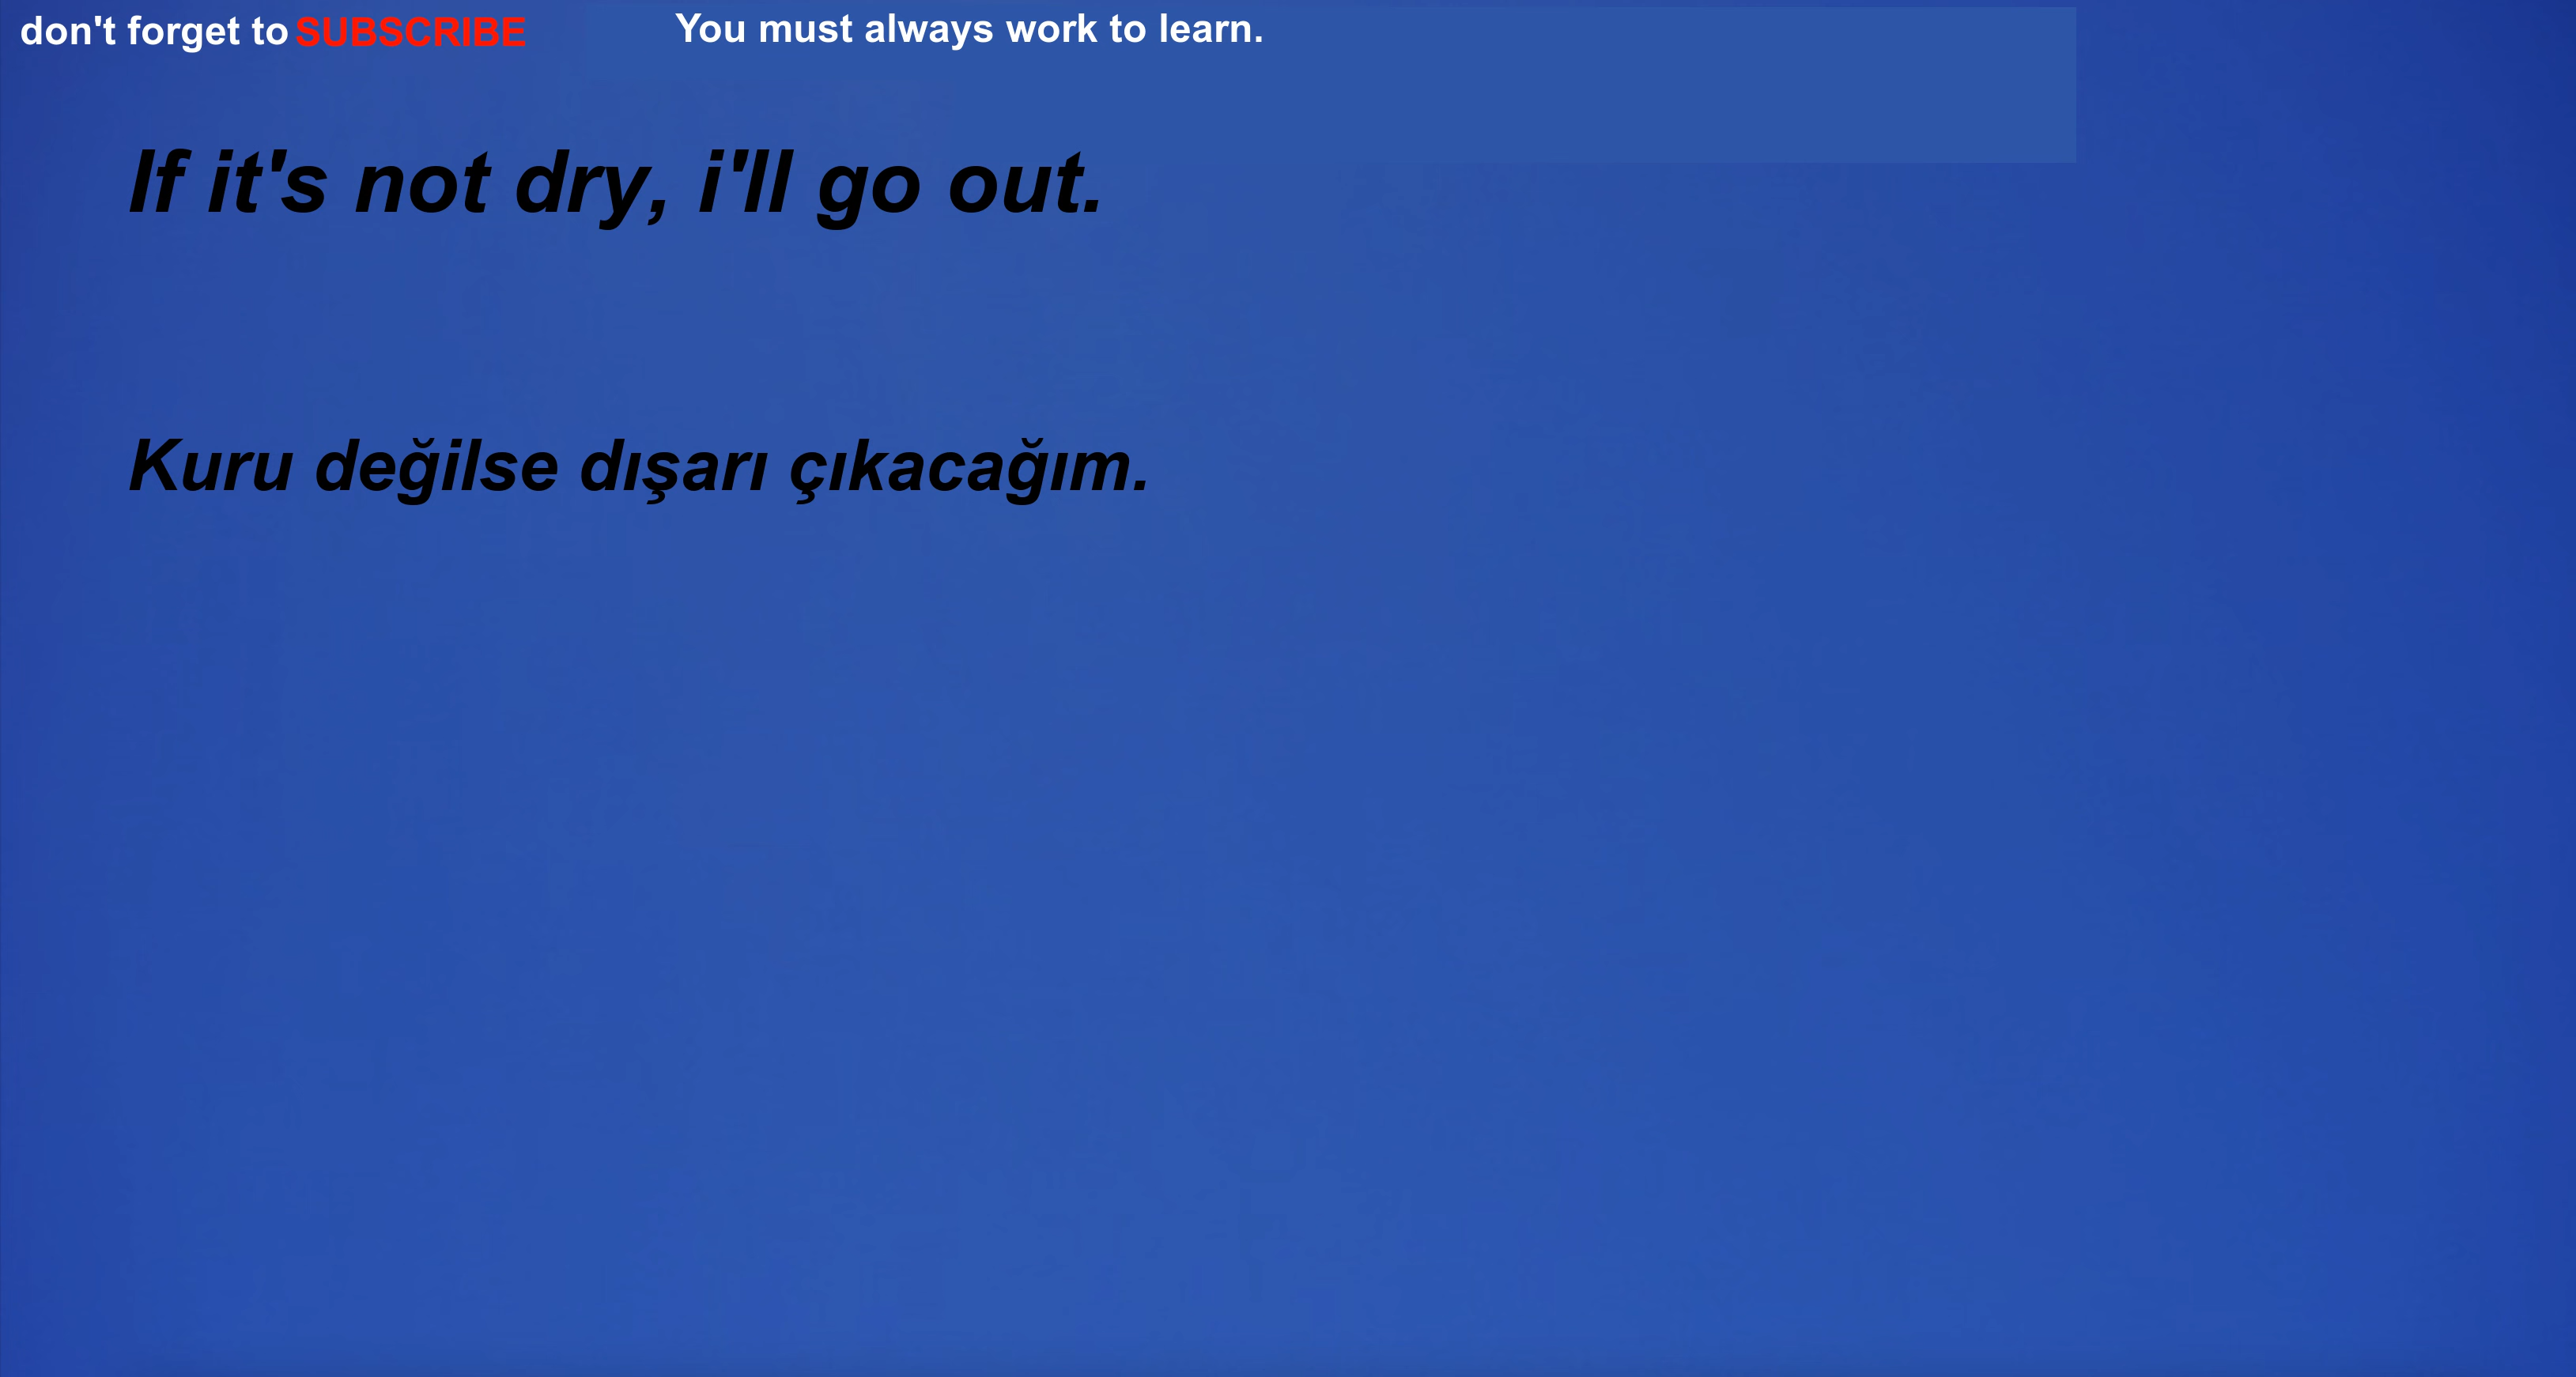 don't forget to SUBSCRIBE You must always work to learn.
If it's not dry, i'll go out.
Kuru değilse dışarı çıkacağım.